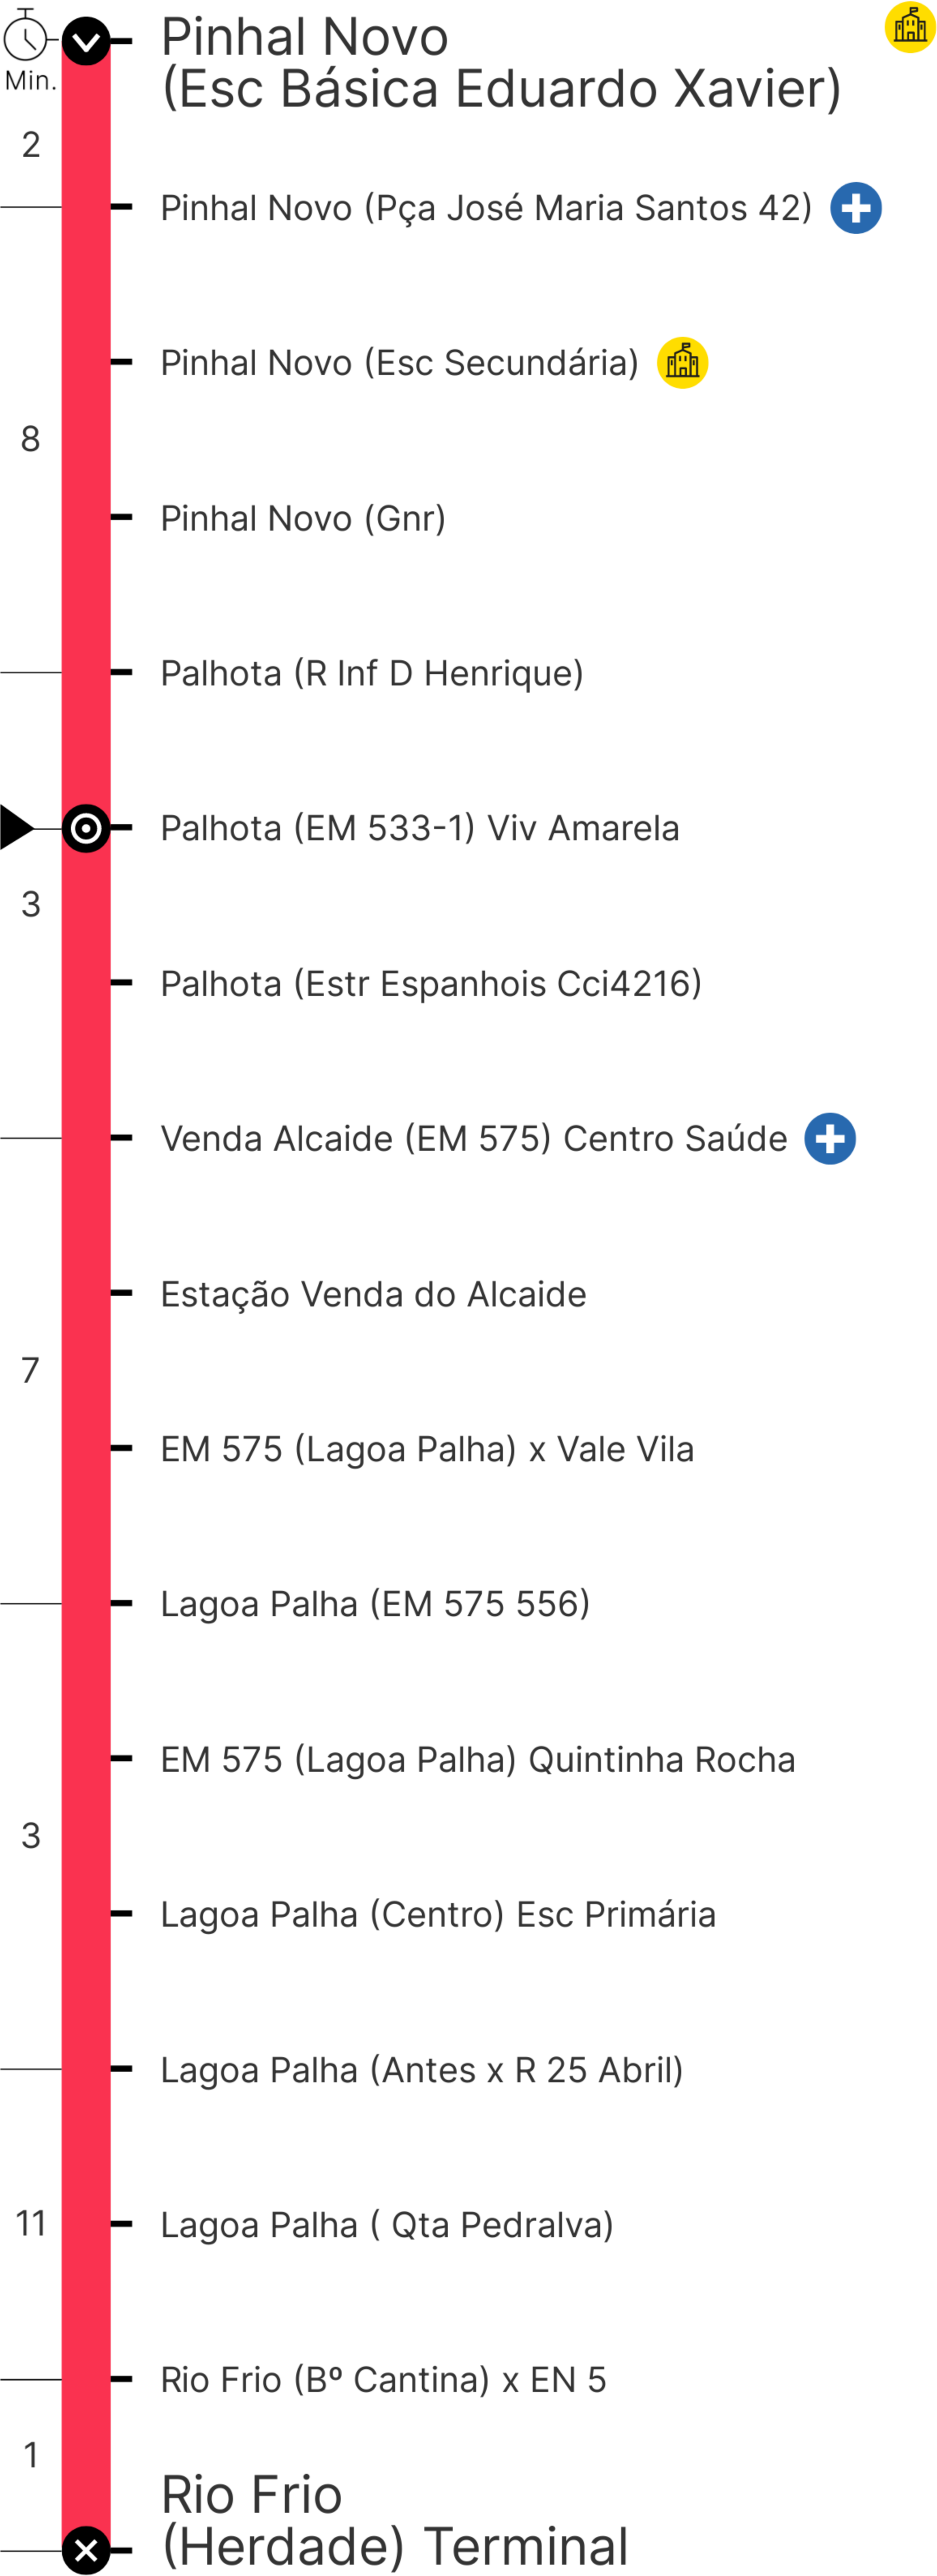 Pinhal Novo
(Esc Básica Eduardo Xavier)
Min.
2
Pinhal Novo (Pça José Maria Santos 42)
Pinhal Novo (Esc Secundária)
8
Pinhal Novo (Gnr)
Palhota (R Inf D Henrique)
Palhota (EM 533-1) Viv Amarela
3
Palhota (Estr Espanhois Cci4216)
Venda Alcaide (EM 575) Centro Saúde
Estação Venda do Alcaide
7
EM 575 (Lagoa Palha) x Vale Vila
Lagoa Palha (EM 575 556)
EM 575 (Lagoa Palha) Quintinha Rocha
3
Lagoa Palha (Centro) Esc Primária
Lagoa Palha (Antes x R 25 Abril)
11
Lagoa Palha ( Qta Pedralva)
Rio Frio (Bº Cantina) x EN 5
1
Rio Frio
(Herdade) Terminal